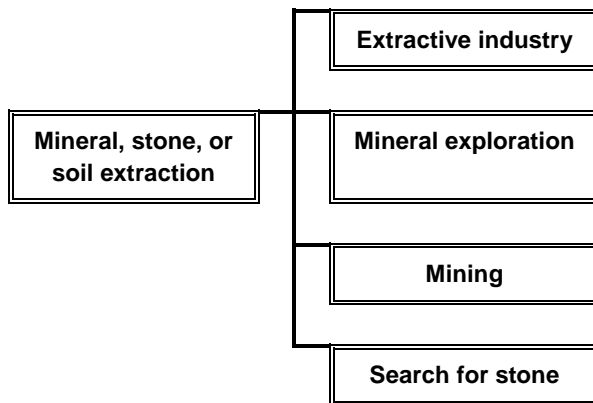 Extractive industry
Mineral, stone, or
soil extraction
Mineral exploration
Mining
Search for stone